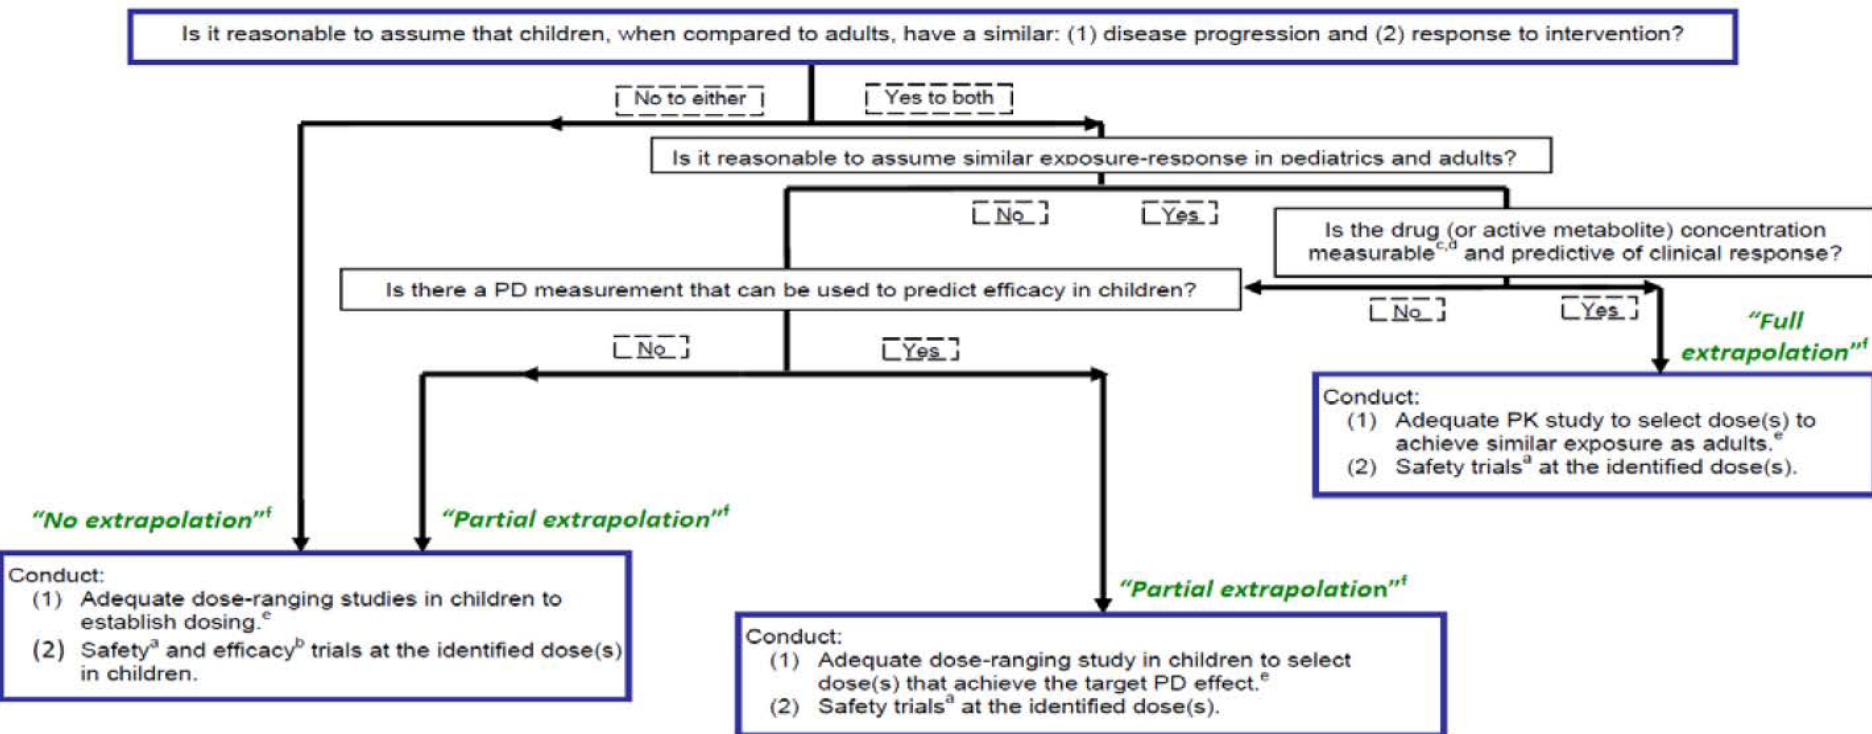 Is it reasonable to assume that children, when compared to adults, have a similar: (1) disease progression and (2) response to intervention?
No to either
Yes to both
Is it reasonable to assume similar exposure-response in pediatrics and adults?
No
Yes
Is the drug (or active metabolite) concentration
measurable^c,d and predictive of clinical response?
Is there a PD measurement that can be used to predict efficacy in children?
No
Yes
"Full
extrapolation"^f
No
Yes
Conduct:
(1) Adequate PK study to select dose(s) to
achieve similar exposure as adults.^e
(2) Safety trials^a at the identified dose(s).
"No extrapolation"^f
"Partial extrapolation"^f
Conduct:
(1) Adequate dose-ranging studies in children to
establish dosing.^e
(2) Safety^a and efficacy^b trials at the identified dose(s)
in children.
"Partial extrapolation"^f
Conduct:
(1) Adequate dose-ranging study in children to select
dose(s) that achieve the target PD effect.^e
(2) Safety trials^a at the identified dose(s).